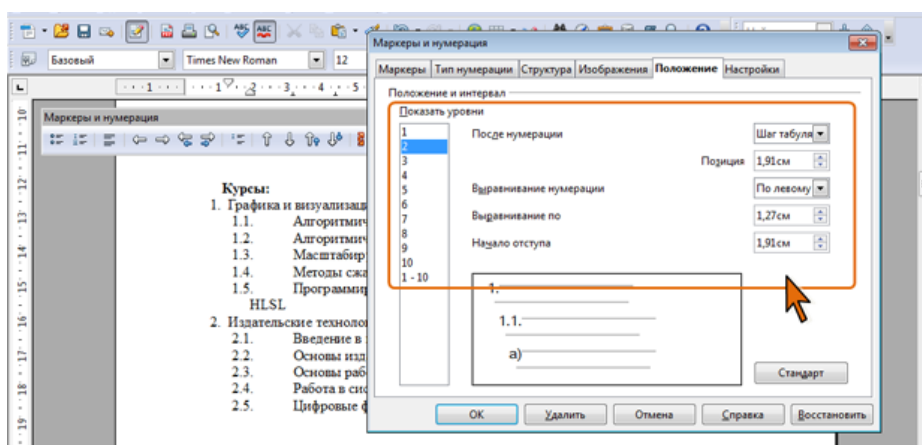 Базовый Times New Roman 12
Маркеры и нумерация
Маркеры Тип нумерации Структура Изображения Положение Настройки
Положение и интервал
Показать уровни
1
2
3
4
5
6
7
8
9
10
1 - 10
После нумерации Шаг табуля
Позиция 1,91см
Выравнивание нумерации По левому
Выравнивание по 1,27см
Начало отступа 1,91см
1.
1.1.
a)
Стандарт
OK Удалить Отмена Справка Восстановить
Маркеры и нумерация
Курсы:
1. Графика и визуализац
1.1. Алгоритмич
1.2. Алгоритмич
1.3. Масштабир
1.4. Методы сжа
1.5. Программир
HLSL
2. Издательские техноло
2.1. Введение в
2.2. Основы изд
2.3. Основы раб
2.4. Работа в сис
2.5. Цифровые ф